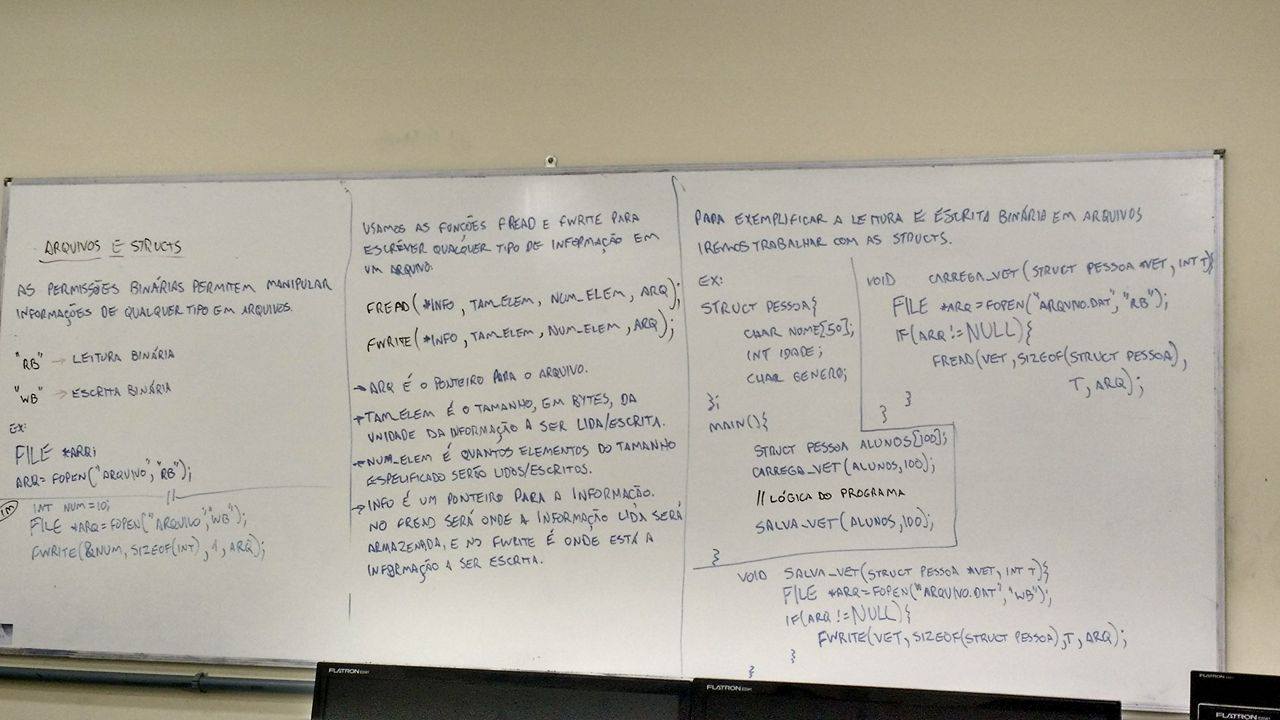 ARQUIVOS E STRUCTS
AS PERMISSÕES BINÁRIAS PERMITEM MANIPULAR
INFORMAÇÕES DE QUALQUER TIPO EM ARQUIVOS.
"RB" → LEITURA BINÁRIA
"WB" → ESCRITA BINÁRIA
EX:
FILE *ARQ;
ARQ=FOPEN("ARQUIVO","RB");
INT NUM=10;
FILE *ARQ=FOPEN("ARQUIVO","WB");
FWRITE(&NUM, SIZEOF(INT), 1, ARQ);
USAMOS AS FUNÇÕES FREAD E FWRITE PARA
ESCREVER QUALQUER TIPO DE INFORMAÇÃO EM
UM ARQUIVO.
FREAD(*INFO, TAM_ELEM, NUM_ELEM, ARQ);
FWRITE(*INFO, TAM_ELEM, NUM_ELEM, ARQ);
→ ARQ É O PONTEIRO PARA O ARQUIVO.
→ TAM_ELEM É O TAMANHO, EM BYTES, DA
UNIDADE DA INFORMAÇÃO A SER LIDA/ESCRITA.
→ NUM_ELEM É QUANTOS ELEMENTOS DO TAMANHO
ESPECIFICADO SERÃO LIDOS/ESCRITOS.
→ INFO É UM PONTEIRO PARA A INFORMAÇÃO.
NO FREAD SERÁ ONDE A INFORMAÇÃO LIDA SERÁ
ARMAZENADA, E NO FWRITE É ONDE ESTÁ A
INFORMAÇÃO A SER ESCRITA.
PARA EXEMPLIFICAR A LEITURA E ESCRITA BINÁRIA EM ARQUIVOS
IREMOS TRABALHAR COM AS STRUCTS.
EX:
STRUCT PESSOA{
CHAR NOME[50];
INT IDADE;
CHAR GENERO;
};
MAIN(){
STRUCT PESSOA ALUNOS[100];
CARREGA_VET(ALUNOS,100);
// LÓGICA DO PROGRAMA
SALVA_VET(ALUNOS,100);
}
VOID CARREGA_VET(STRUCT PESSOA *VET, INT T){
FILE *ARQ=FOPEN("ARQUIVO.DAT","RB");
IF(ARQ!=NULL){
FREAD(VET,SIZEOF(STRUCT PESSOA),
T, ARQ);
}
}
VOID SALVA_VET(STRUCT PESSOA *VET, INT T){
FILE *ARQ=FOPEN("ARQUIVO.DAT","WB");
IF(ARQ!=NULL){
FWRITE(VET, SIZEOF(STRUCT PESSOA),T,ARQ);
}
}
FLATRON
FLATRON
FLATRON
FLATRON